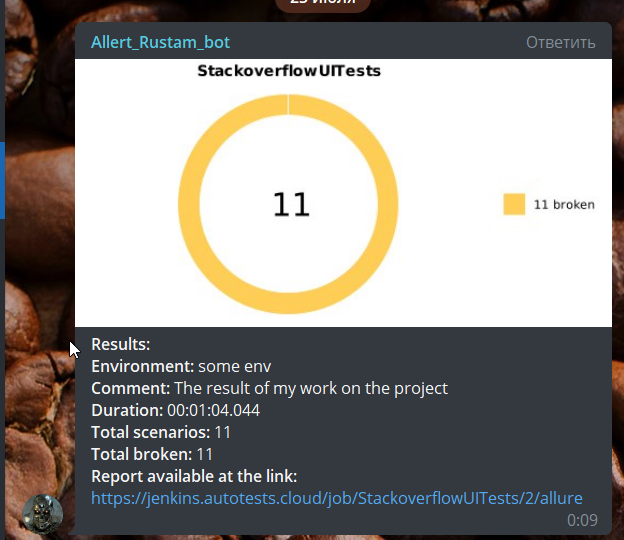 25 июля
Allert_Rustam_bot
Ответить
StackoverflowUITests
11
11 broken
Results:
Environment: some env
Comment: The result of my work on the project
Duration: 00:01:04.044
Total scenarios: 11
Total broken: 11
Report available at the link:
https://jenkins.autotests.cloud/job/StackoverflowUITests/2/allure
0:09